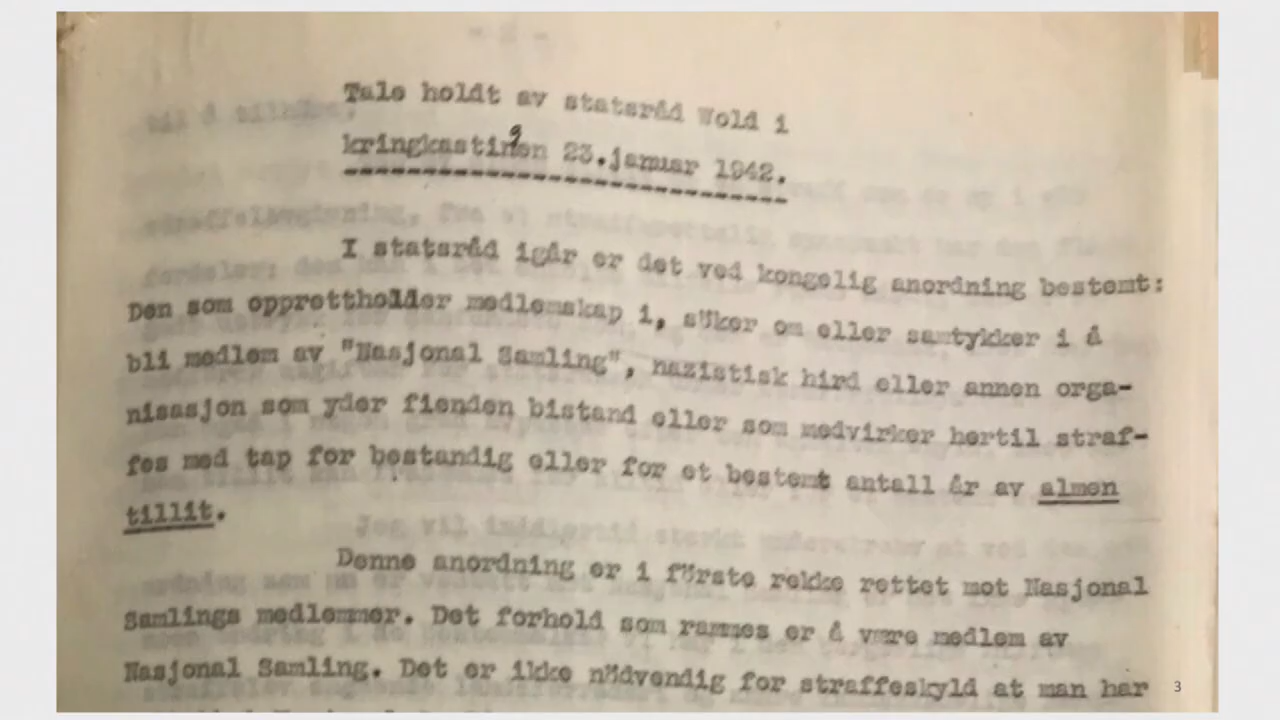 Tale holdt av statsråd Wold i
kringkastingen 23.januar 1942.
I statsråd igår er det ved kongelig anordning bestemt:
Den som opprettholder medlemskap i, söker om eller samtykker i å
bli medlem av "Nasjonal Samling", nazistisk hird eller annen orga-
nisasjon som yder fienden bistand eller som medvirker hertil straf-
fes med tap for bestandig eller for et bestemt antall år av almen
tillit.
Denne anordning er i förste rekke rettet mot Nasjonal
Samlings medlemmer. Det forhold som rammes er å være medlem av
Nasjonal Samling. Det er ikke nödvendig for straffeskyld at man har
3